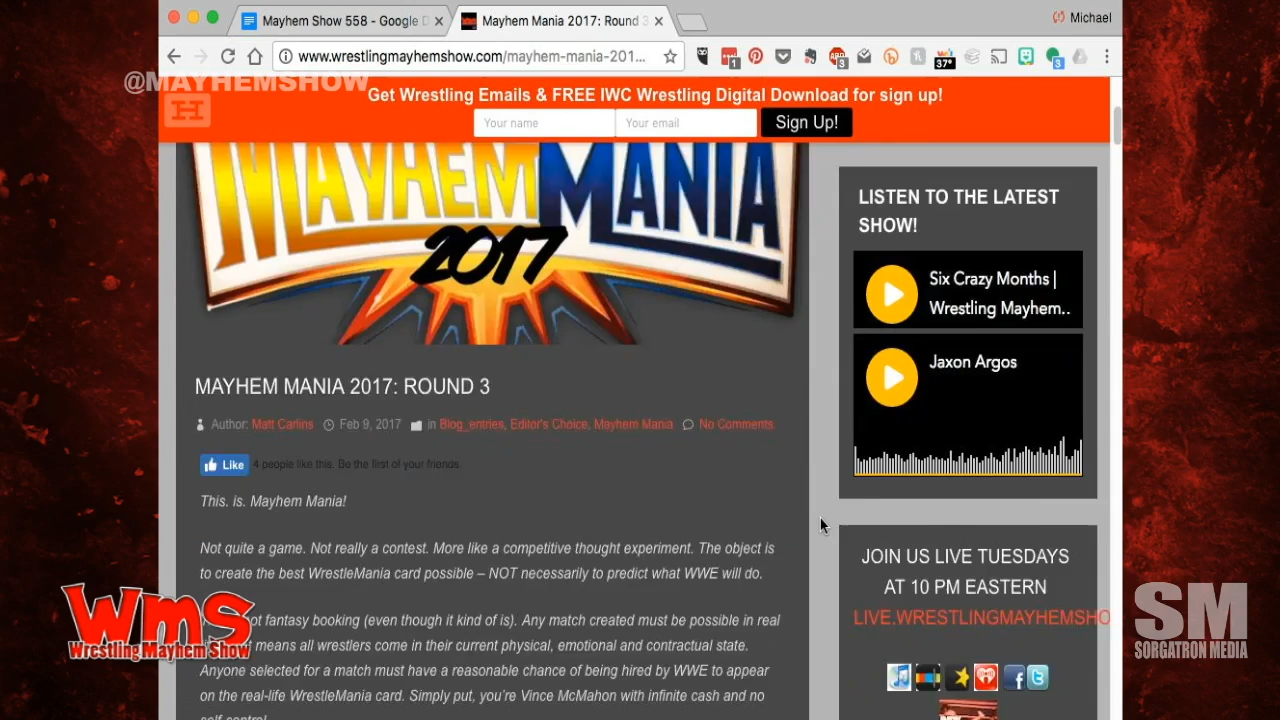 Mayhem Show 558 - Google D
Mayhem Mania 2017: Round 3
Michael
www.wrestlingmayhemshow.com/mayhem-mania-201...
1
3
37°
3
@MAYHEMSHOW
Get Wrestling Emails & FREE IWC Wrestling Digital Download for sign up!
Your name
Your email
Sign Up!
MAYHEM MANIA
2017
MAYHEM MANIA 2017: ROUND 3
Author: Matt Carlins Feb 9, 2017 in Blog_entries, Editor's Choice, Mayhem Mania No Comments
Like 4 people like this. Be the first of your friends.
This. is. Mayhem Mania!
Not quite a game. Not really a contest. More like a competitive thought experiment. The object is
to create the best WrestleMania card possible – NOT necessarily to predict what WWE will do.
ot fantasy booking (even though it kind of is). Any match created must be possible in real
means all wrestlers come in their current physical, emotional and contractual state.
Anyone selected for a match must have a reasonable chance of being hired by WWE to appear
on the real-life WrestleMania card. Simply put, you're Vince McMahon with infinite cash and no
self-control
LISTEN TO THE LATEST
SHOW!
Six Crazy Months |
Wrestling Mayhem..
Jaxon Argos
JOIN US LIVE TUESDAYS
AT 10 PM EASTERN
LIVE.WRESTLINGMAYHEMSHO
wms
Wrestling Mayhem Show
SM
SORGATRON MEDIA